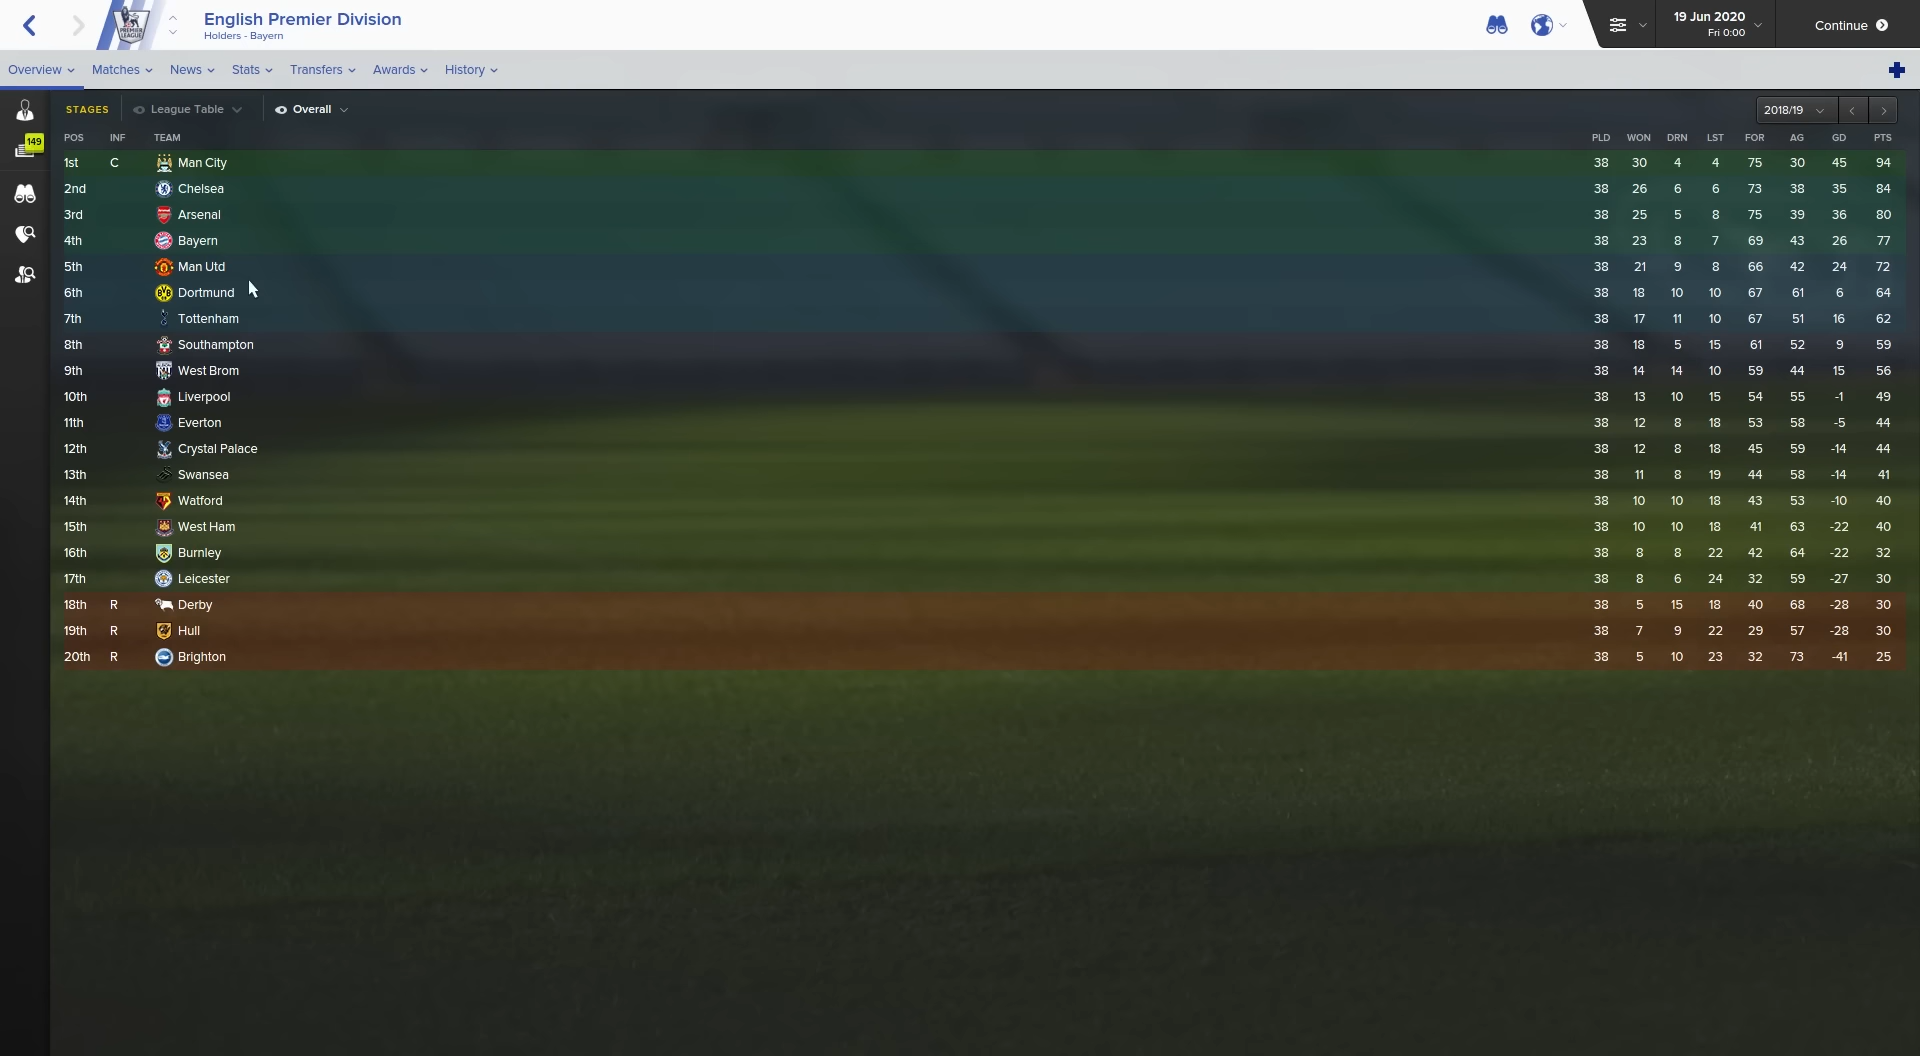 English Premier Division
Holders - Bayern
19 Jun 2020
Fri 0:00
Continue
Overview Matches News Stats Transfers Awards History
149
STAGES League Table Overall 2018/19
POS INF TEAM PLD WON DRN LST FOR AG GD PTS
1st C Man City 38 30 4 4 75 30 45 94
2nd Chelsea 38 26 6 6 73 38 35 84
3rd Arsenal 38 25 5 8 75 39 36 80
4th Bayern 38 23 8 7 69 43 26 77
5th Man Utd 38 21 9 8 66 42 24 72
6th Dortmund 38 18 10 10 67 61 6 64
7th Tottenham 38 17 11 10 67 51 16 62
8th Southampton 38 18 5 15 61 52 9 59
9th West Brom 38 14 14 10 59 44 15 56
10th Liverpool 38 13 10 15 54 55 -1 49
11th Everton 38 12 8 18 53 58 -5 44
12th Crystal Palace 38 12 8 18 45 59 -14 44
13th Swansea 38 11 8 19 44 58 -14 41
14th Watford 38 10 10 18 43 53 -10 40
15th West Ham 38 10 10 18 41 63 -22 40
16th Burnley 38 8 8 22 42 64 -22 32
17th Leicester 38 8 6 24 32 59 -27 30
18th R Derby 38 5 15 18 40 68 -28 30
19th R Hull 38 7 9 22 29 57 -28 30
20th R Brighton 38 5 10 23 32 73 -41 25